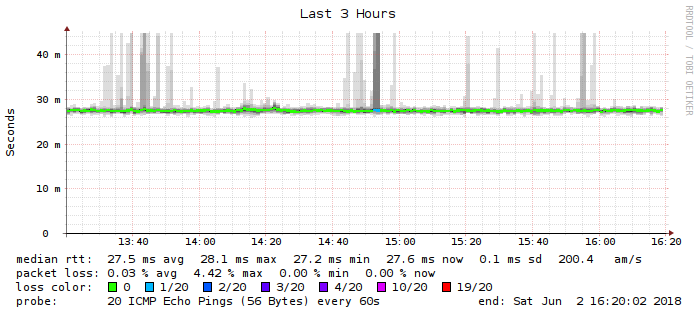 Last 3 Hours
RRDTOOL / TOBI OETIKER
Seconds
40 m
30 m
20 m
10 m
0
13:40 14:00 14:20 14:40 15:00 15:20 15:40 16:00 16:20
median rtt: 27.5 ms avg 28.1 ms max 27.2 ms min 27.6 ms now 0.1 ms sd 200.4 am/s
packet loss: 0.03 % avg 4.42 % max 0.00 % min 0.00 % now
loss color: 0 1/20 2/20 3/20 4/20 10/20 19/20
probe: 20 ICMP Echo Pings (56 Bytes) every 60s end: Sat Jun 2 16:20:02 2018